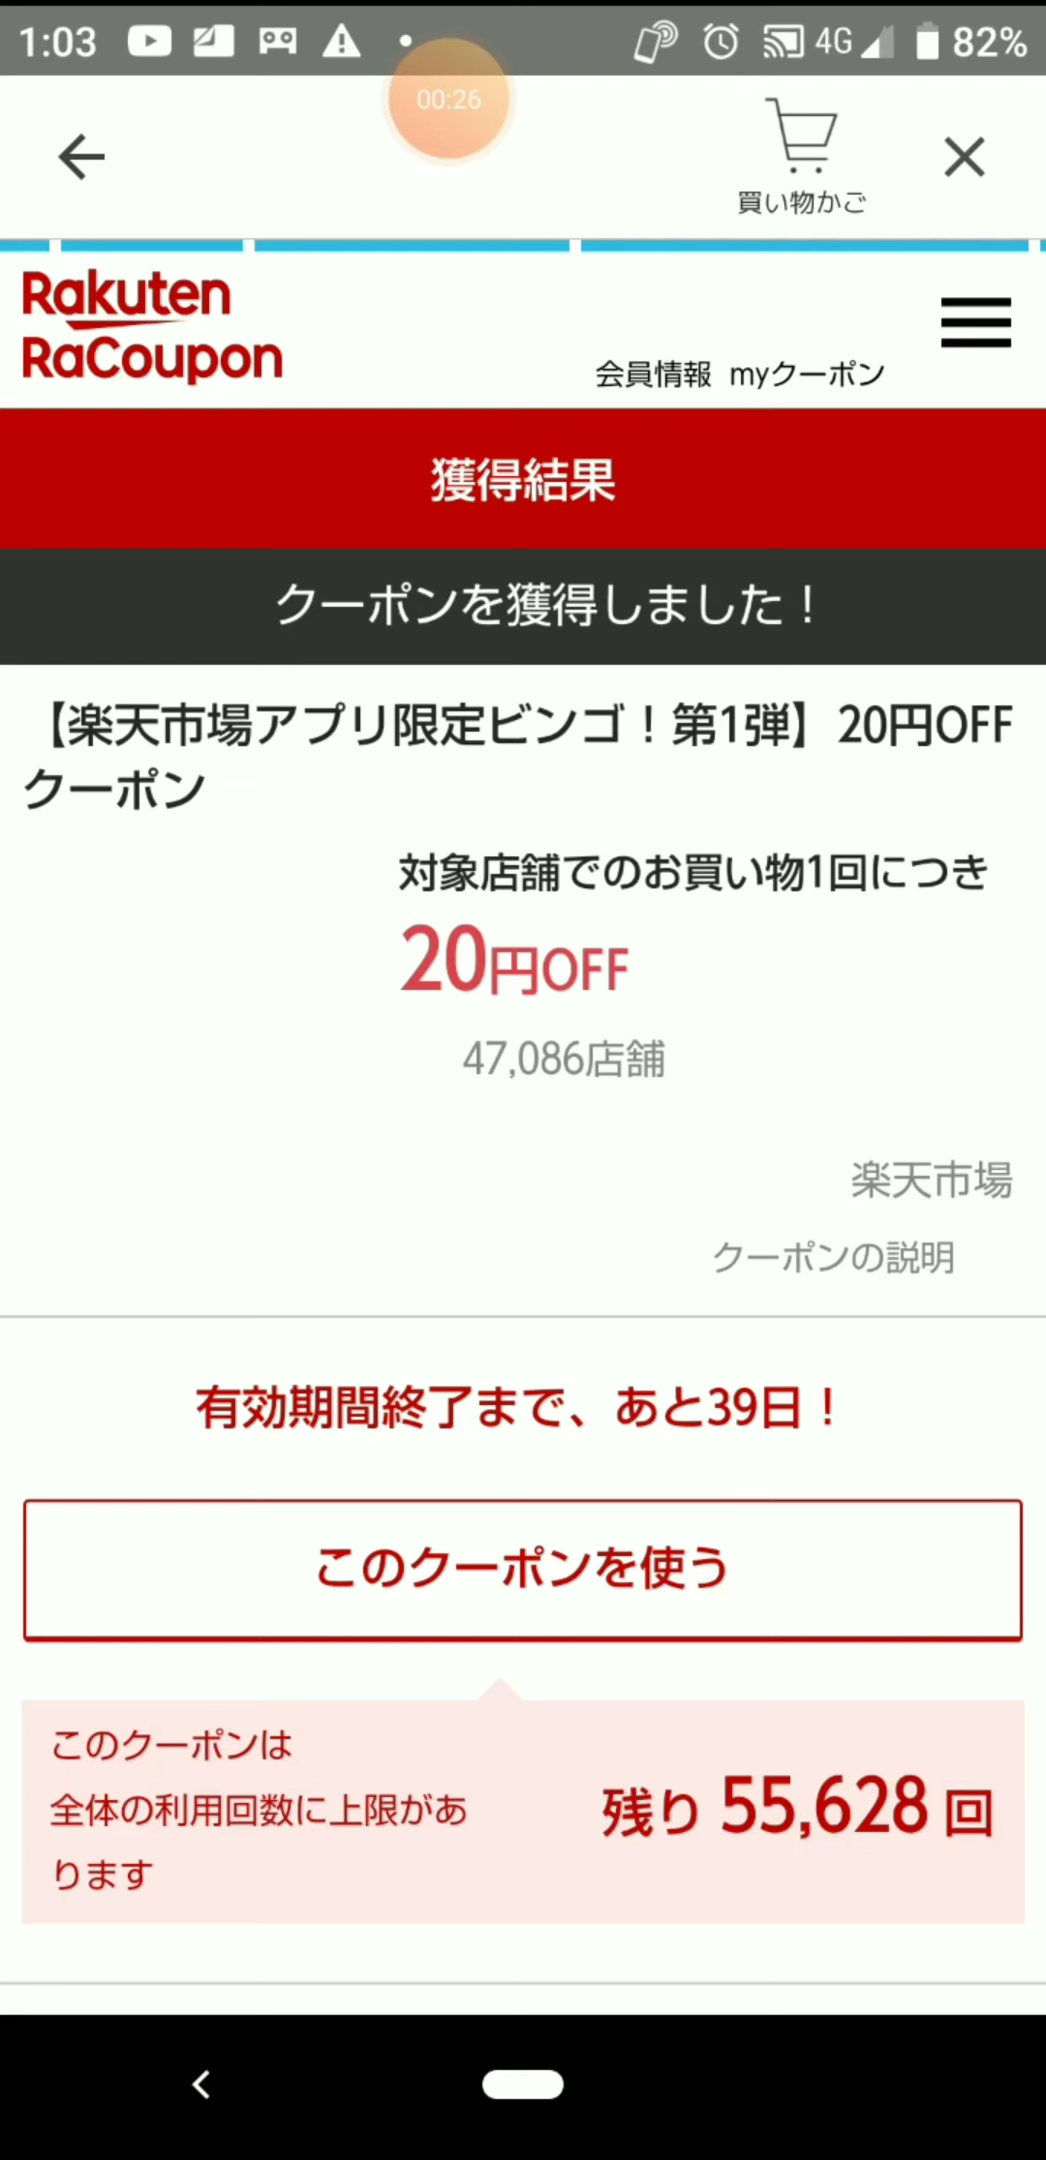 1:03
4G
82%
00:26
買い物かご
Rakuten
RaCoupon
会員情報 myクーポン
獲得結果
クーポンを獲得しました！
【楽天市場アプリ限定ビンゴ！第1弾】20円OFF
クーポン
対象店舗でのお買い物1回につき
20円OFF
47,086店舗
楽天市場
クーポンの説明
有効期間終了まで、あと39日！
このクーポンを使う
このクーポンは
全体の利用回数に上限があ
ります
残り 55,628 回